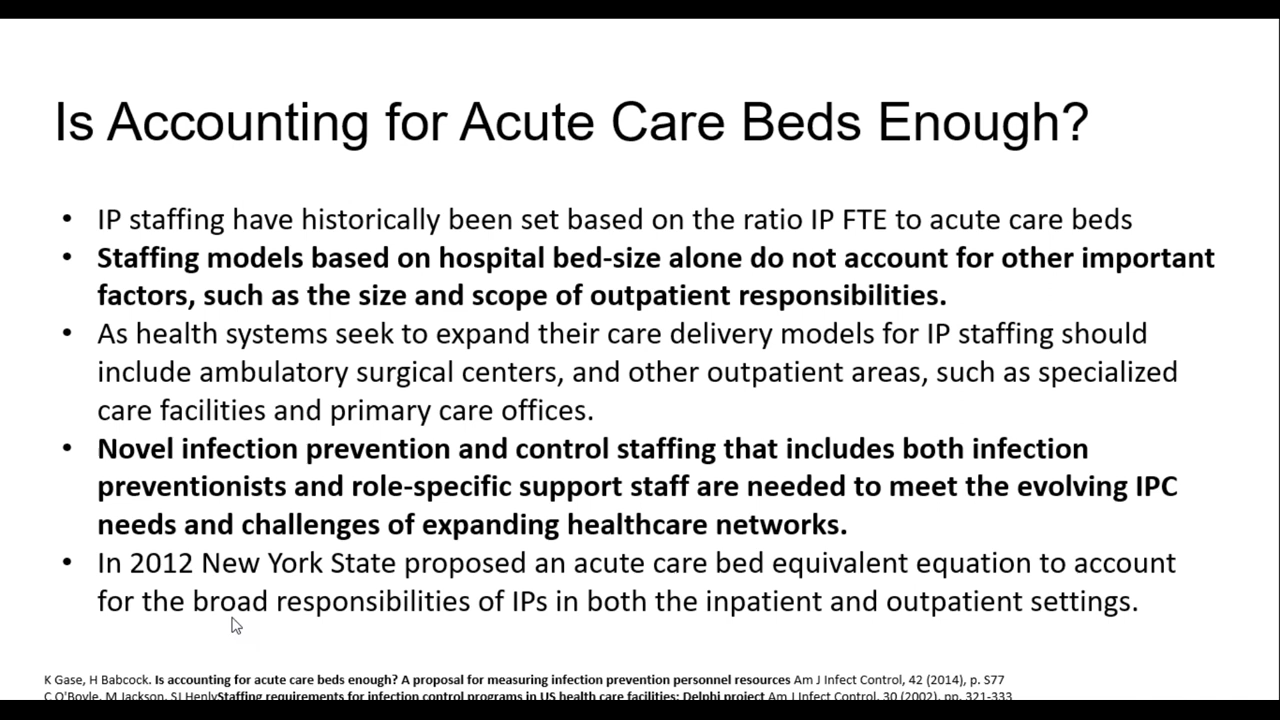 Is Accounting for Acute Care Beds Enough?
• IP staffing have historically been set based on the ratio IP FTE to acute care beds
• Staffing models based on hospital bed-size alone do not account for other important
factors, such as the size and scope of outpatient responsibilities.
• As health systems seek to expand their care delivery models for IP staffing should
include ambulatory surgical centers, and other outpatient areas, such as specialized
care facilities and primary care offices.
• Novel infection prevention and control staffing that includes both infection
preventionists and role-specific support staff are needed to meet the evolving IPC
needs and challenges of expanding healthcare networks.
• In 2012 New York State proposed an acute care bed equivalent equation to account
for the broad responsibilities of IPs in both the inpatient and outpatient settings.
K Gase, H Babcock. Is accounting for acute care beds enough? A proposal for measuring infection prevention personnel resources Am J Infect Control, 42 (2014), p. S77
C O'Boyle, M Jackson, SJ HenlyStaffing requirements for infection control programs in US health care facilities: Delphi project Am J Infect Control, 30 (2002), pp. 321-333